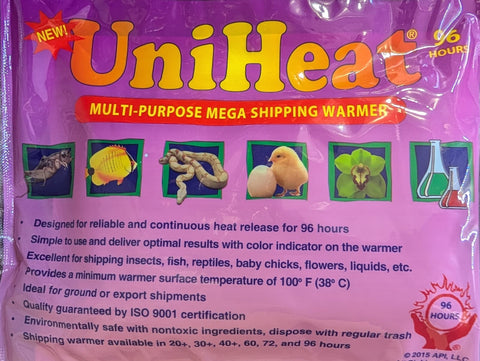 NEW!
UniHeat®
96 HOURS
MULTI-PURPOSE MEGA SHIPPING WARMER
• Designed for reliable and continuous heat release for 96 hours
• Simple to use and deliver optimal results with color indicator on the warmer
• Excellent for shipping insects, fish, reptiles, baby chicks, flowers, liquids, etc.
• Provides a minimum warmer surface temperature of 100º F (38º C)
• Ideal for ground or export shipments
• Quality guaranteed by ISO 9001 certification
• Environmentally safe with nontoxic ingredients, dispose with regular trash
• Shipping warmer available in 20+, 30+, 40+, 60, 72, and 96 hours
96
HOURS
© 2015 APL LLC